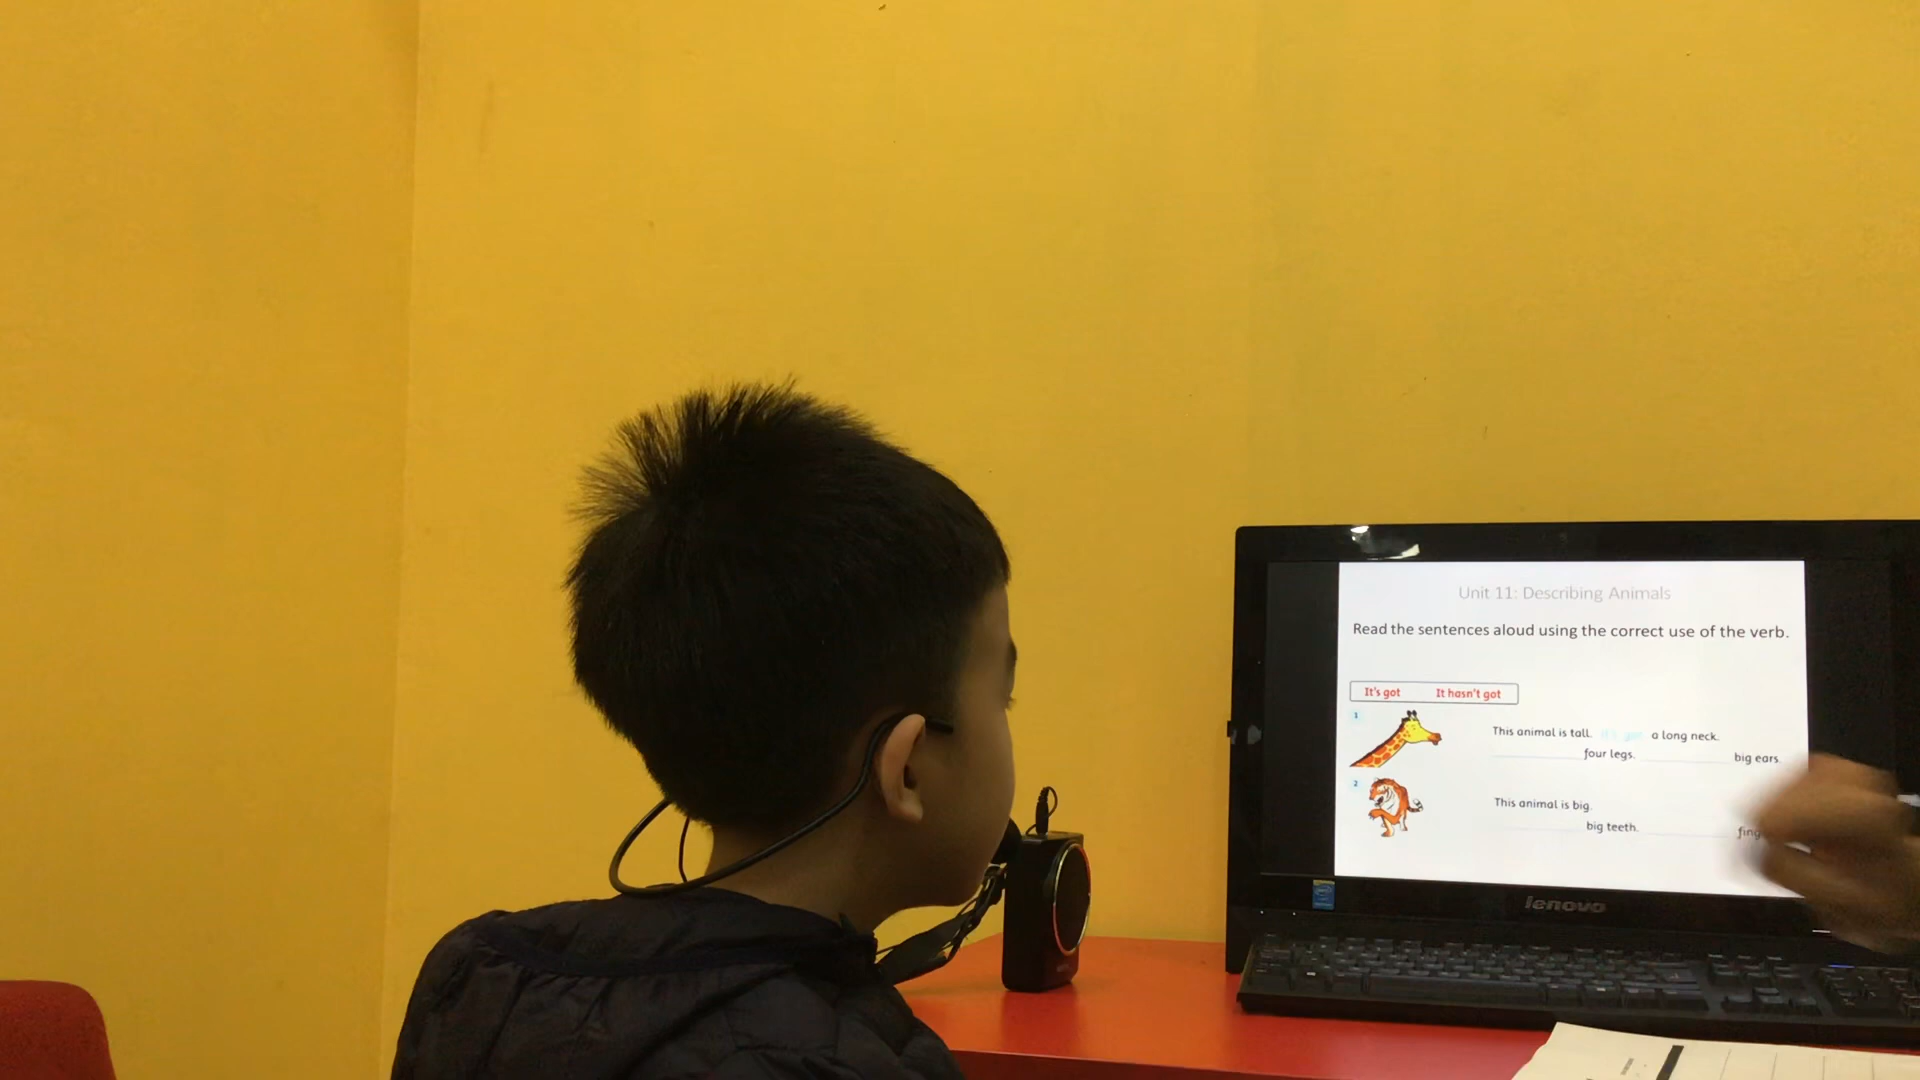 Unit 11: Describing Animals
Read the sentences aloud using the correct use of the verb.
It's got It hasn't got
1
This animal is tall. It's got a long neck.
four legs. big ears.
2
This animal is big.
big teeth.
lenovo